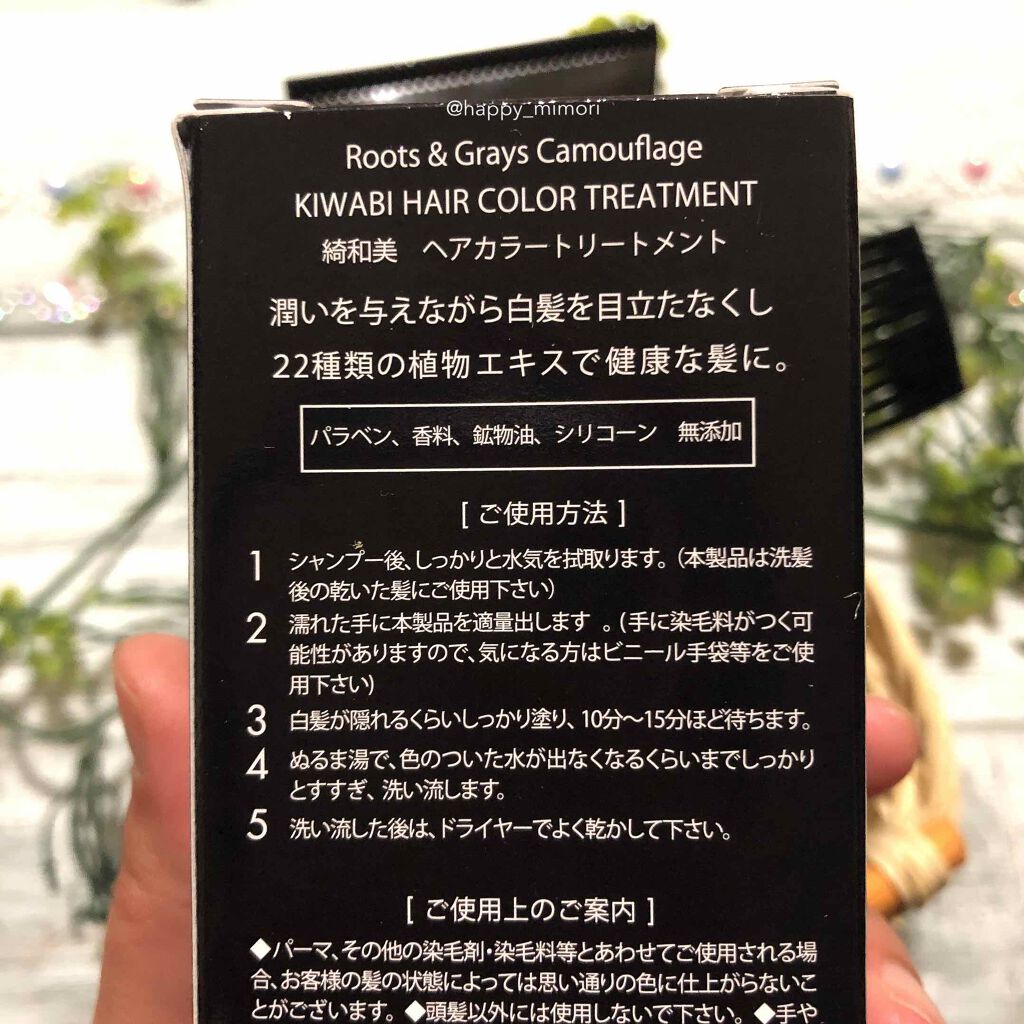 @happy_mimori
Roots & Grays Camouflage
KIWABI HAIR COLOR TREATMENT
綺和美　ヘアカラートリートメント
潤いを与えながら白髪を目立たなくし
22種類の植物エキスで健康な髪に。
パラベン、香料、鉱物油、シリコーン　無添加
[ ご使用方法 ]
1 シャンプー後、しっかりと水気を拭取ります。（本製品は洗髪
後の乾いた髪にご使用下さい）
2 濡れた手に本製品を適量出します　。(手に染毛料がつく可
能性がありますので、気になる方はビニール手袋等をご使
用下さい)
3 白髪が隠れるくらいしっかり塗り、10分〜15分ほど待ちます。
4 ぬるま湯で、色のついた水が出なくなるくらいまでしっかり
とすすぎ、洗い流します。
5 洗い流した後は、ドライヤーでよく乾かして下さい。
[ ご使用上のご案内 ]
◆パーマ、その他の染毛剤・染毛料等とあわせてご使用される場
合、お客様の髪の状態によっては思い通りの色に仕上がらないこ
とがございます。◆頭髪以外には使用しないで下さい。◆手や